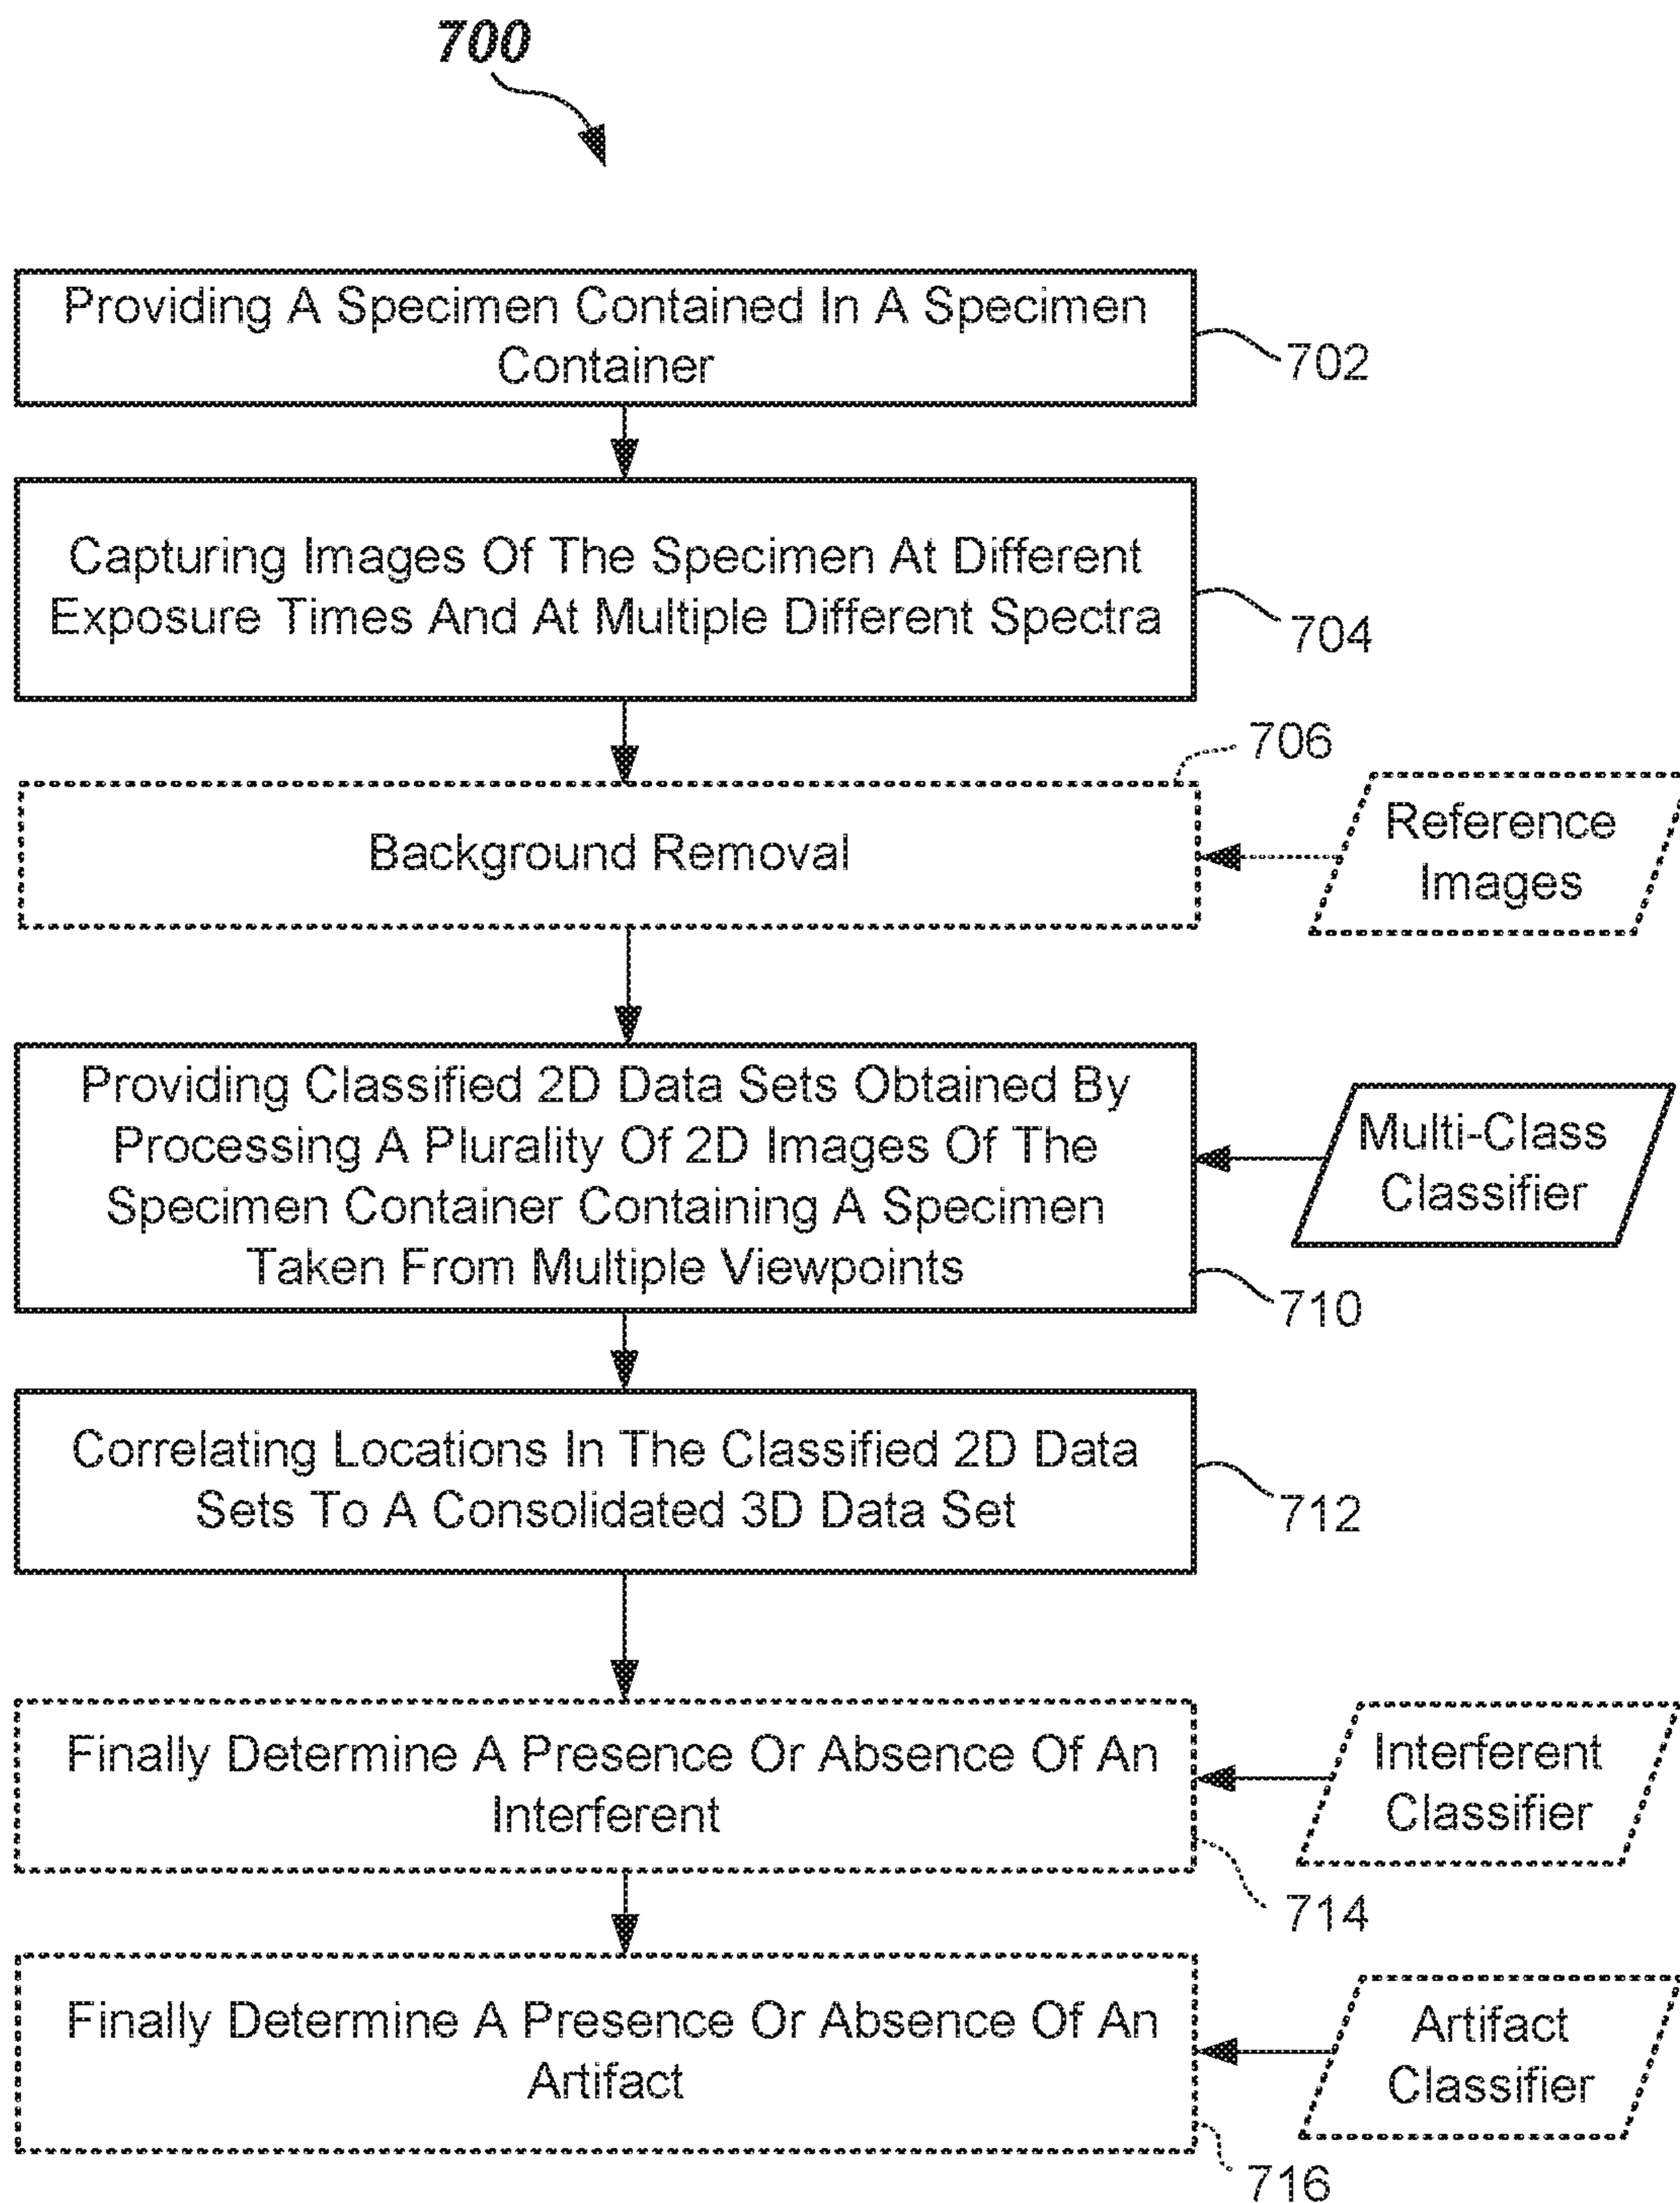 700
Providing A Specimen Contained In A Specimen
Container
702
Capturing Images Of The Specimen At Different
Exposure Times And At Multiple Different Spectra
704
706
Background Removal
Reference
Images
Providing Classified 2D Data Sets Obtained By
Processing A Plurality Of 2D Images Of The
Specimen Container Containing A Specimen
Taken From Multiple Viewpoints
Multi-Class
Classifier
710
Correlating Locations In The Classified 2D Data
Sets To A Consolidated 3D Data Set
712
Finally Determine A Presence Or Absence Of An
Interferent
Interferent
Classifier
714
Finally Determine A Presence Or Absence Of An
Artifact
Artifact
Classifier
716